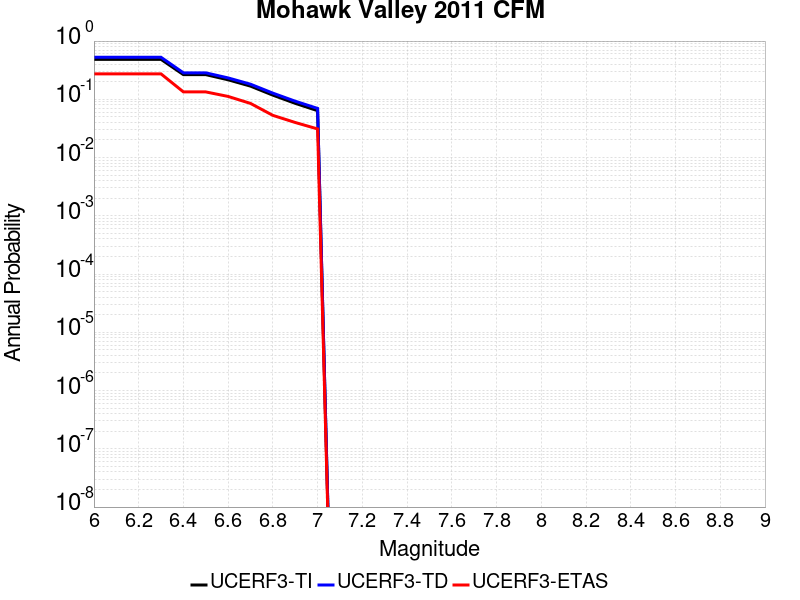 Mohawk Valley 2011 CFM
10^0
10^-1
10^-2
10^-3
10^-4
10^-5
10^-6
10^-7
10^-8
Annual Probability
6 6.2 6.4 6.6 6.8 7 7.2 7.4 7.6 7.8 8 8.2 8.4 8.6 8.8 9
Magnitude
UCERF3-TI UCERF3-TD UCERF3-ETAS